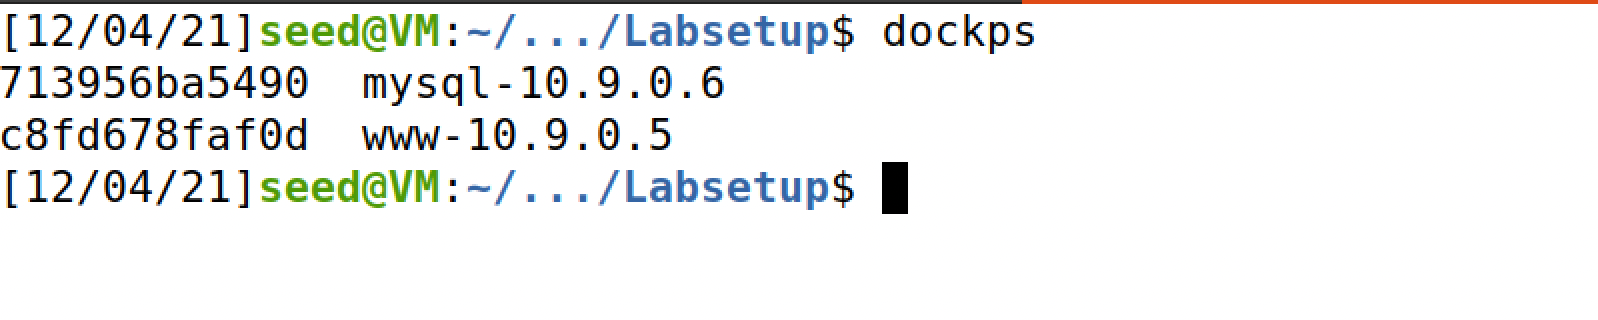 [12/04/21]seed@VM:~/.../Labsetup$ dockps
713956ba5490  mysql-10.9.0.6
c8fd678faf0d  www-10.9.0.5
[12/04/21]seed@VM:~/.../Labsetup$